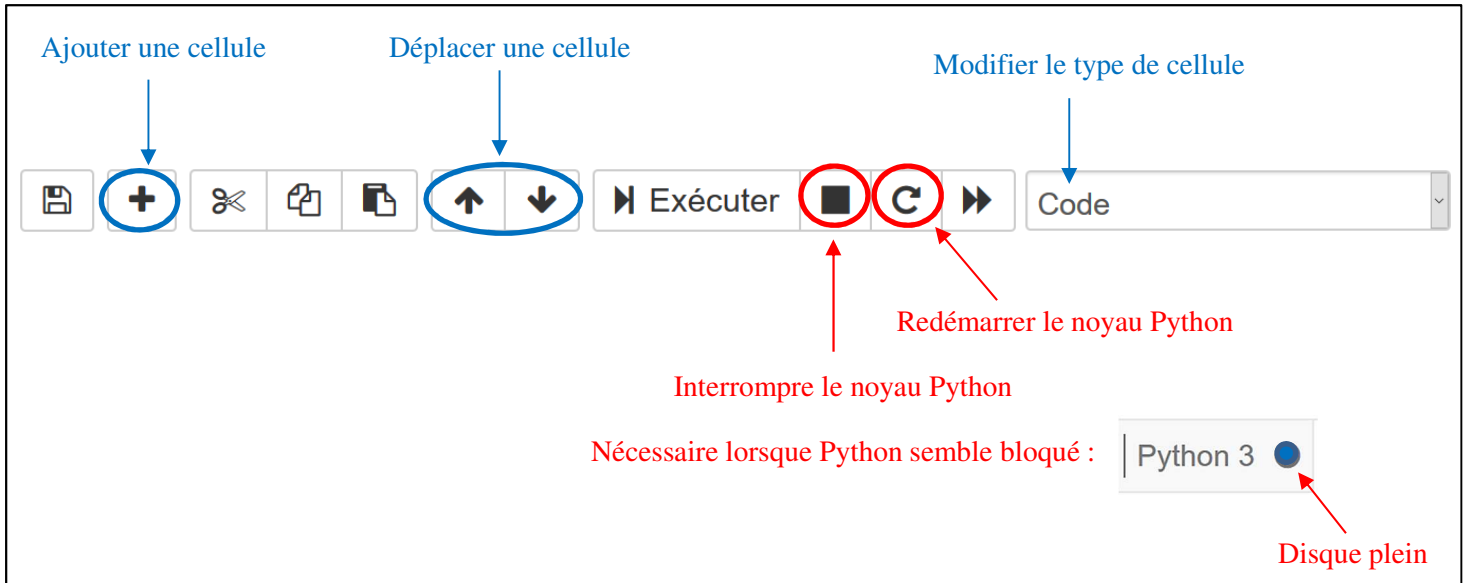 Ajouter une cellule
Déplacer une cellule
Modifier le type de cellule
Exécuter
Code
Redémarrer le noyau Python
Interrompre le noyau Python
Nécessaire lorsque Python semble bloqué :
Python 3
Disque plein